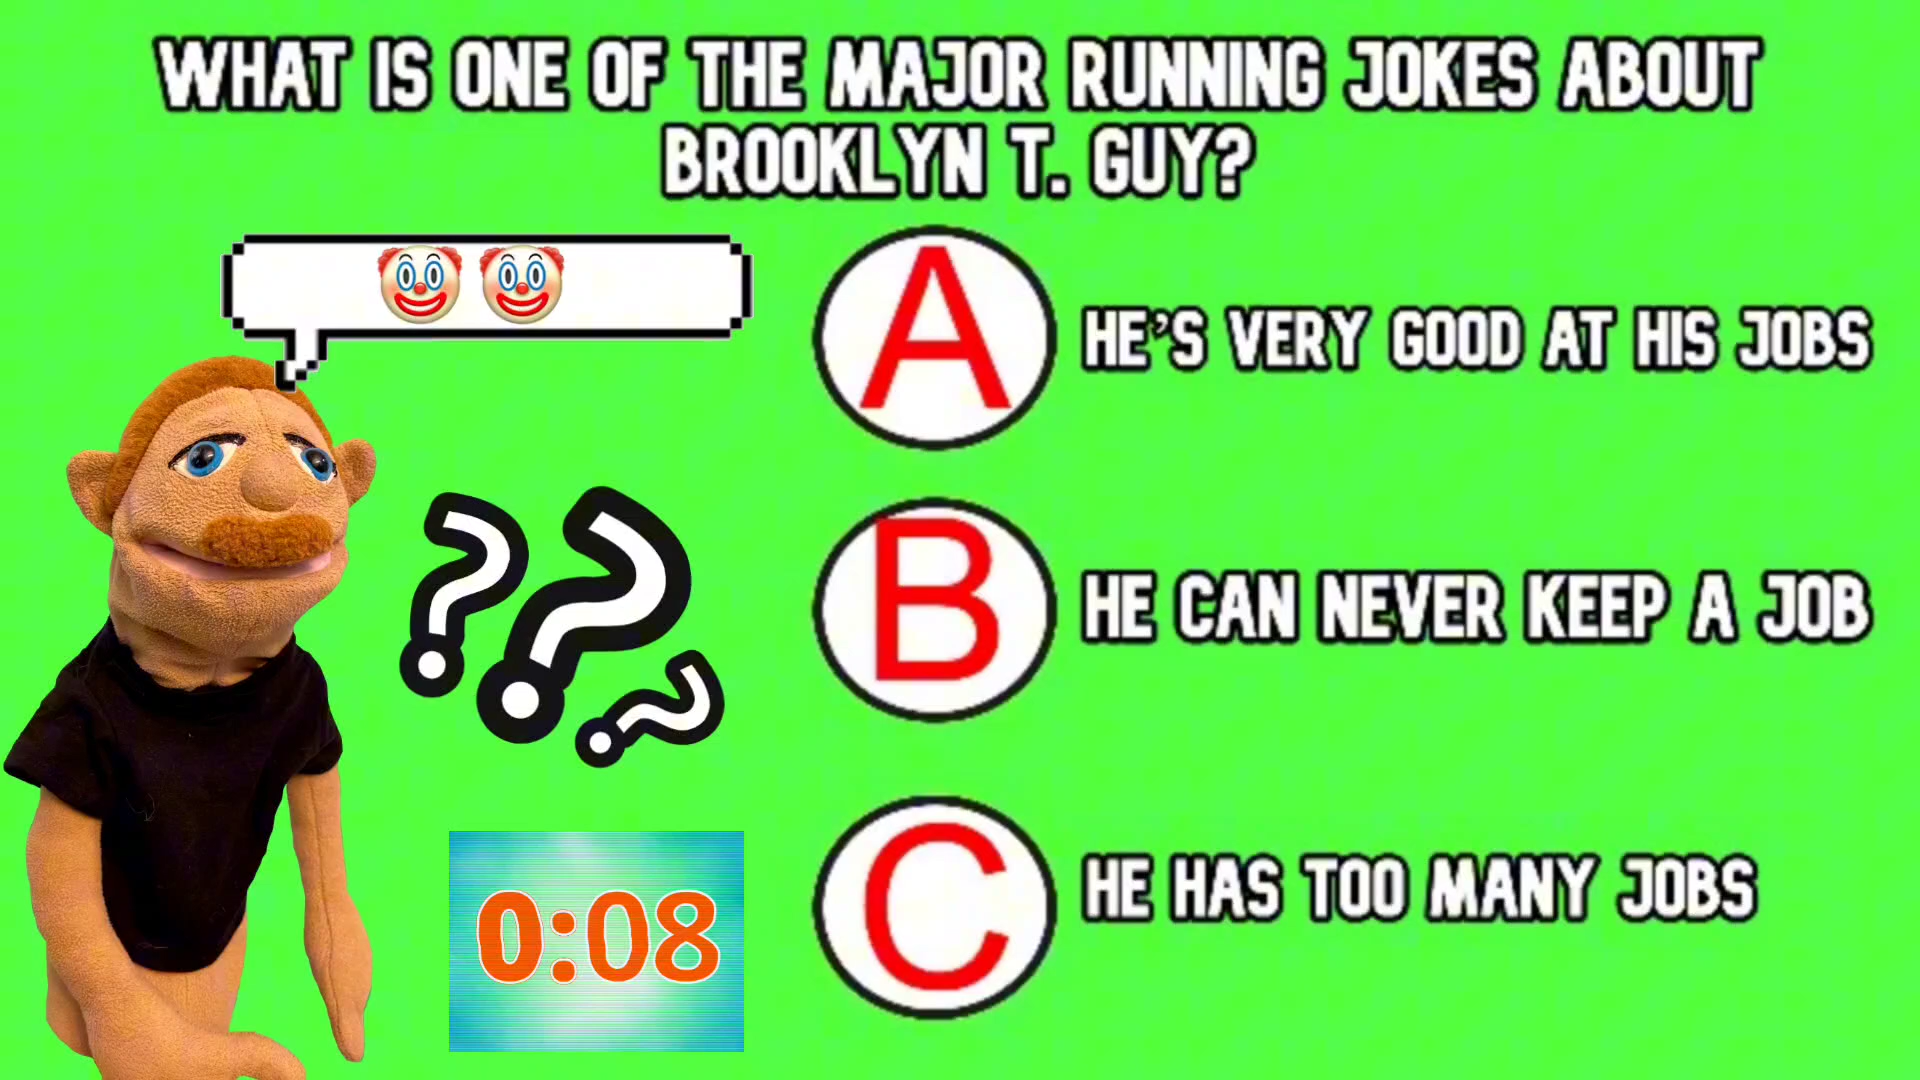 WHAT IS ONE OF THE MAJOR RUNNING JOKES ABOUT
BROOKLYN T. GUY?
A
HE'S VERY GOOD AT HIS JOBS
B
HE CAN NEVER KEEP A JOB
C
HE HAS TOO MANY JOBS
0:08